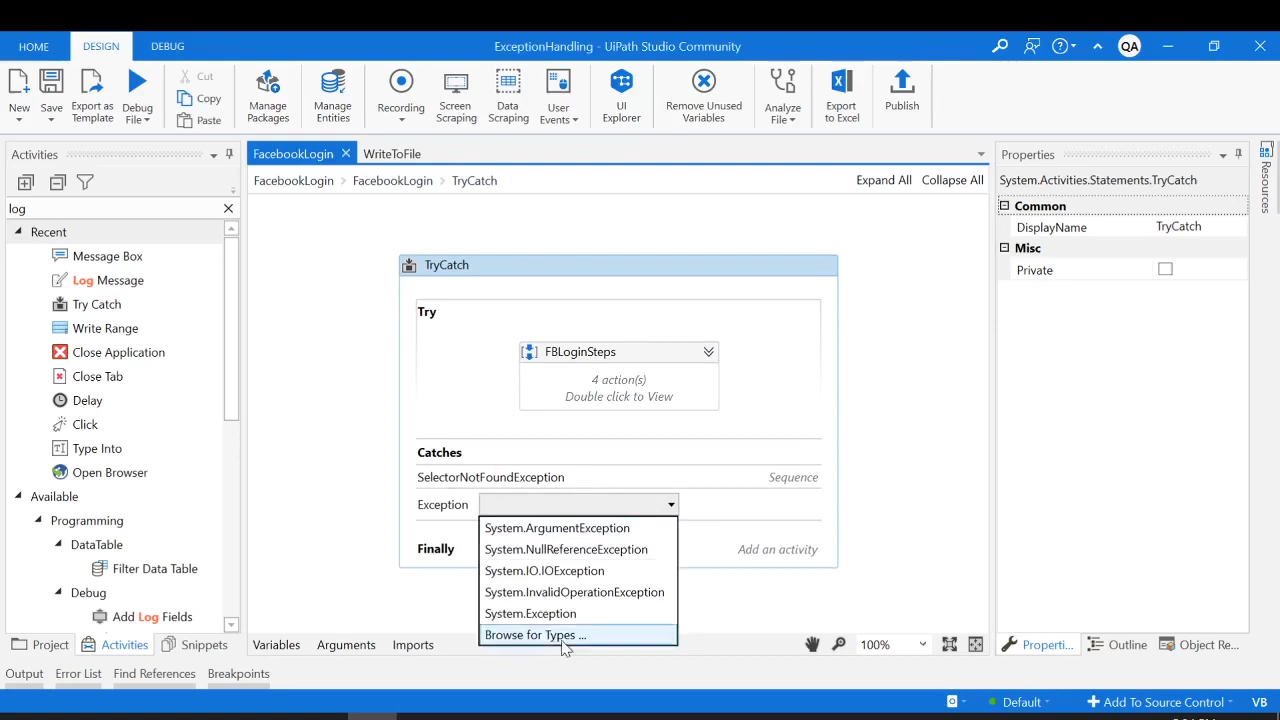 HOME
DESIGN
DEBUG
ExceptionHandling - UiPath Studio Community
QA
New
Save
Export as
Template
Debug
File
Cut
Copy
Paste
Manage
Packages
Manage
Entities
Recording
Screen
Scraping
Data
Scraping
User
Events
UI
Explorer
Remove Unused
Variables
Analyze
File
Export
to Excel
Publish
Activities
log
Recent
Message Box
Log Message
Try Catch
Write Range
Close Application
Close Tab
Delay
Click
Type Into
Open Browser
Available
Programming
DataTable
Filter Data Table
Debug
Add Log Fields
Project
Activities
Snippets
FacebookLogin
WriteToFile
FacebookLogin > FacebookLogin > TryCatch
Expand All
Collapse All
TryCatch
Try
FBLoginSteps
4 action(s)
Double click to View
Catches
SelectorNotFoundException
Sequence
Exception
System.ArgumentException
System.NullReferenceException
System.IO.IOException
System.InvalidOperationException
System.Exception
Browse for Types ...
Finally
Add an activity
Variables
Arguments
Imports
100%
Properties
System.Activities.Statements.TryCatch
Common
DisplayName
TryCatch
Misc
Private
Properti...
Outline
Object Re...
Resources
Output
Error List
Find References
Breakpoints
Default
Add To Source Control
VB